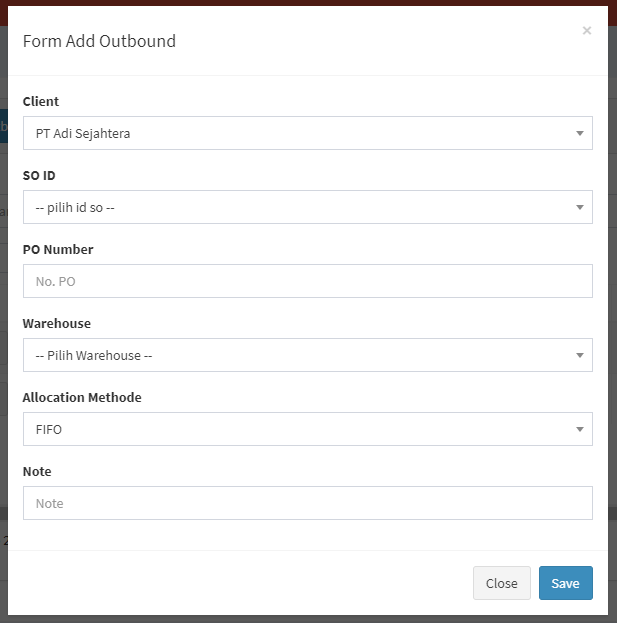 Form Add Outbound
×
Client
PT Adi Sejahtera
SO ID
-- pilih id so --
PO Number
No. PO
Warehouse
-- Pilih Warehouse --
Allocation Methode
FIFO
Note
Note
Close
Save